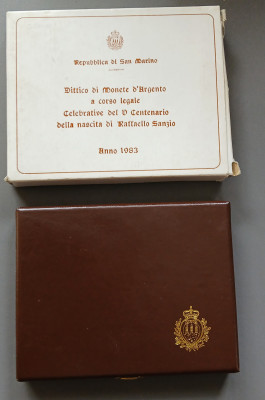 Repubblica di San Marino
Dittico di Monete d'Argento
a corso legale
Celebrative del V Centenario
della nascita di Raffaello Sanzio
Anno 1983